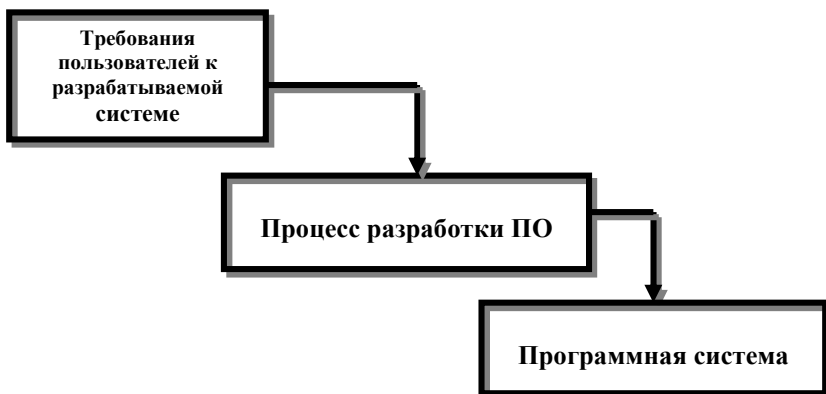 Требования
пользователей к
разрабатываемой
системе
Процесс разработки ПО
Программная система